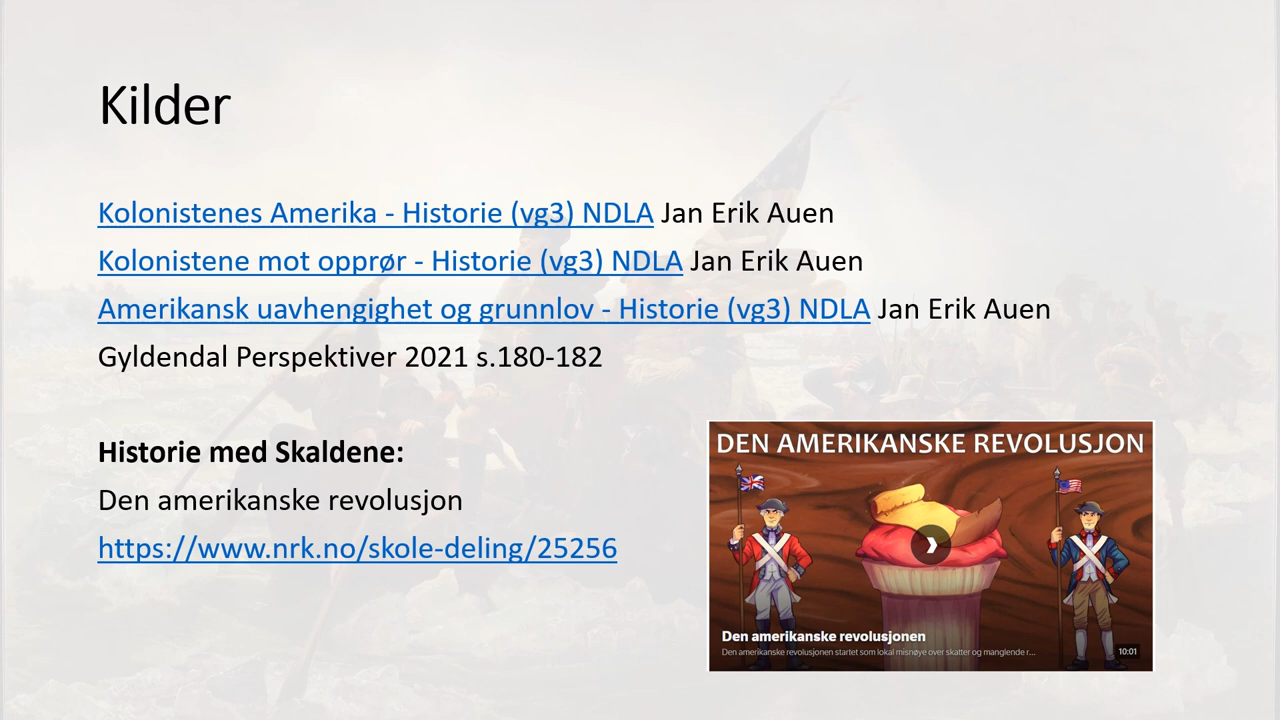 Kilder
Kolonistenes Amerika - Historie (vg3) NDLA Jan Erik Auen
Kolonistene mot opprør - Historie (vg3) NDLA Jan Erik Auen
Amerikansk uavhengighet og grunnlov - Historie (vg3) NDLA Jan Erik Auen
Gyldendal Perspektiver 2021 s.180-182
Historie med Skaldene:
Den amerikanske revolusjon
https://www.nrk.no/skole-deling/25256
DEN AMERIKANSKE REVOLUSJON
Den amerikanske revolusjonen
Den amerikanske revolusjonen startet som lokal misnøye over skatter og manglende r...
10:01